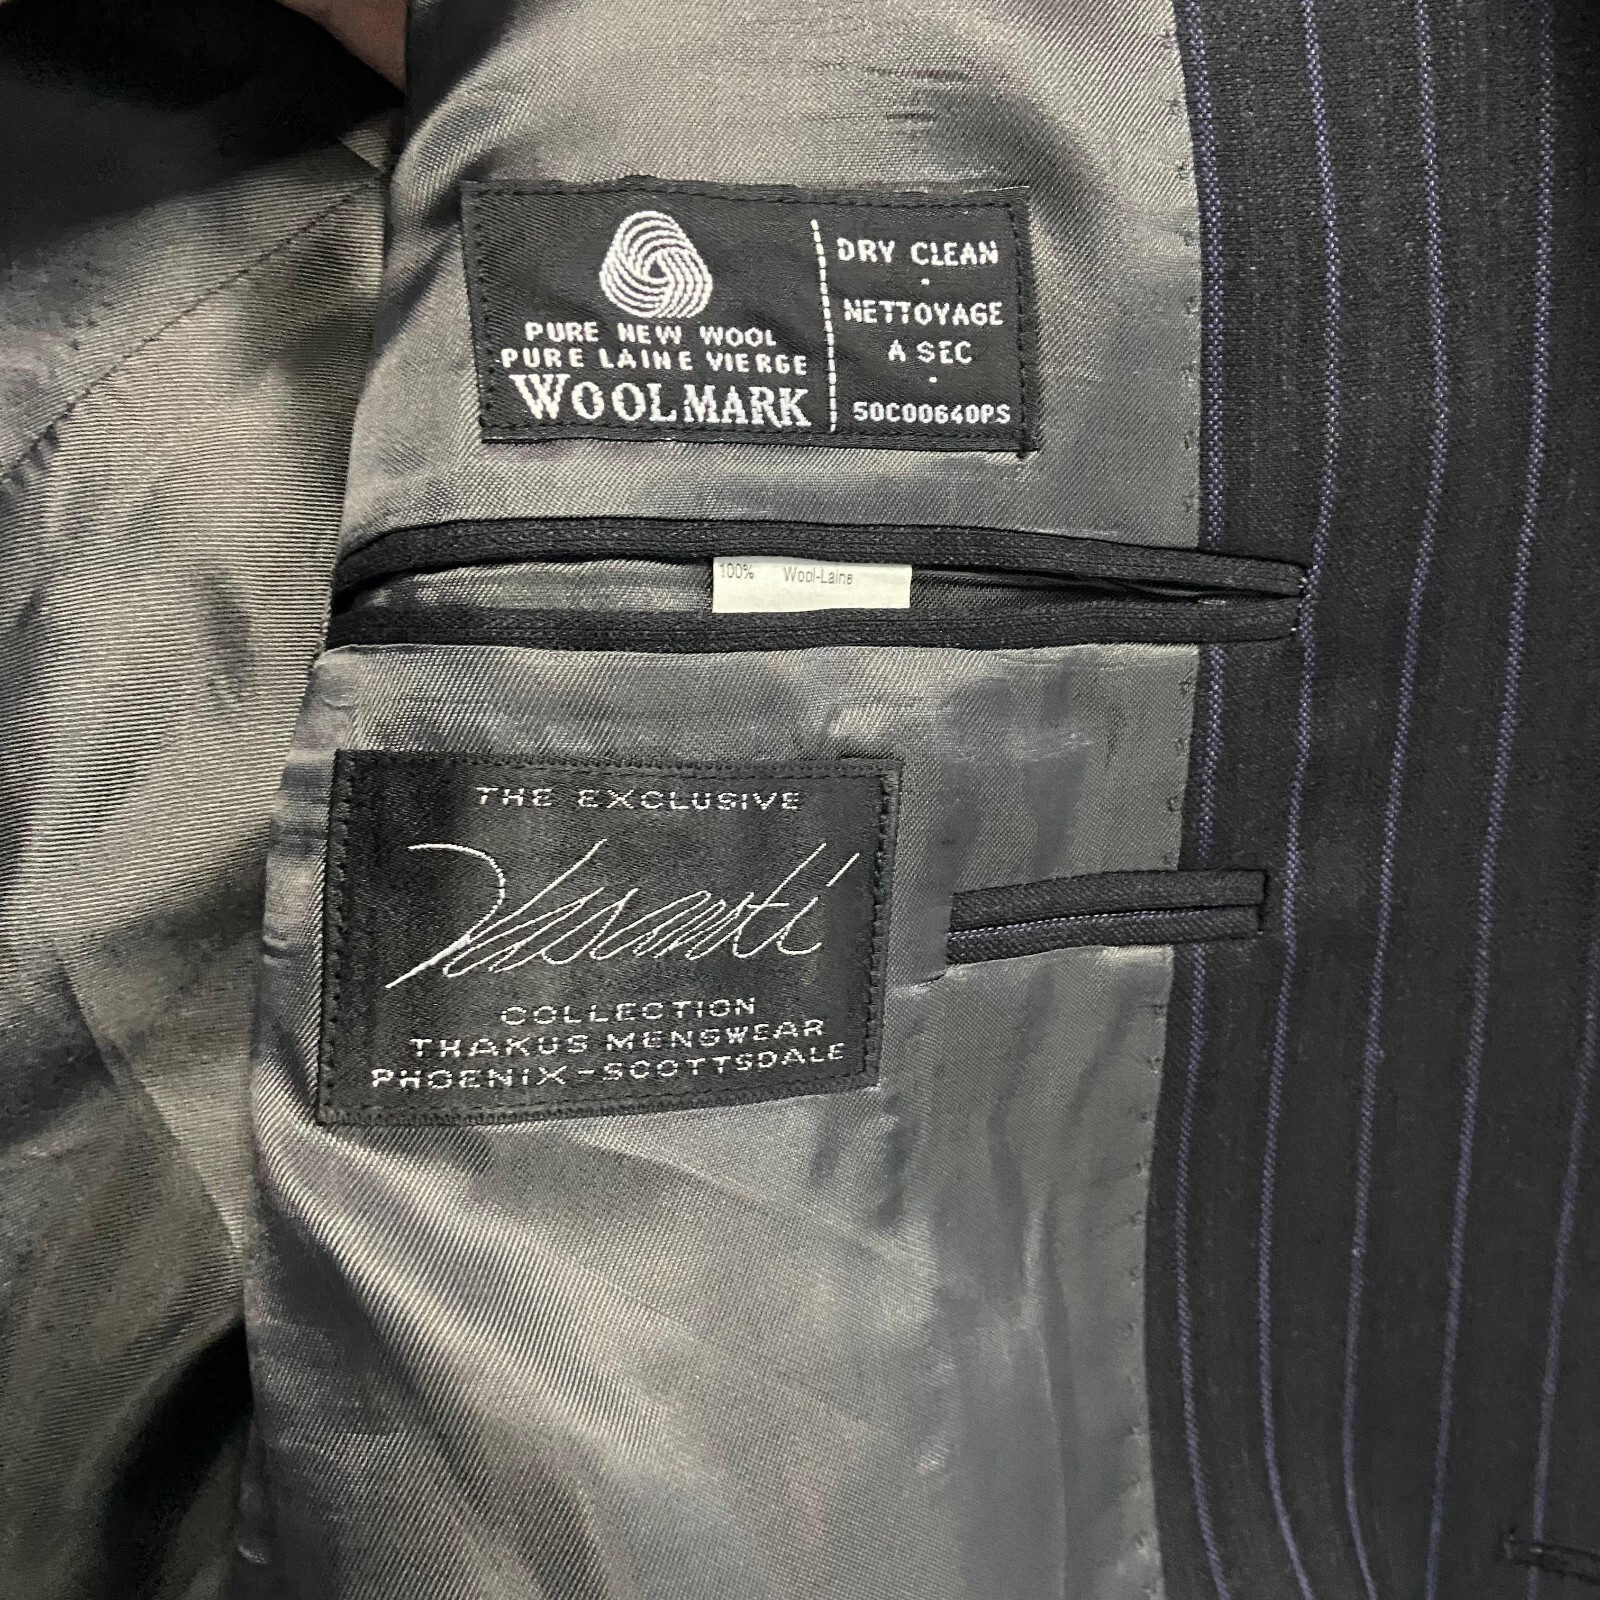 PURE NEW WOOL
PURE LAINE VIERGE
WOOLMARK
DRY CLEAN
·
NETTOYAGE
A SEC
·
50C00640PS
100% Wool-Laine
THE EXCLUSIVE
Visconti
COLLECTION
THAKUS MENSWEAR
PHOENIX-SCOTTSDALE